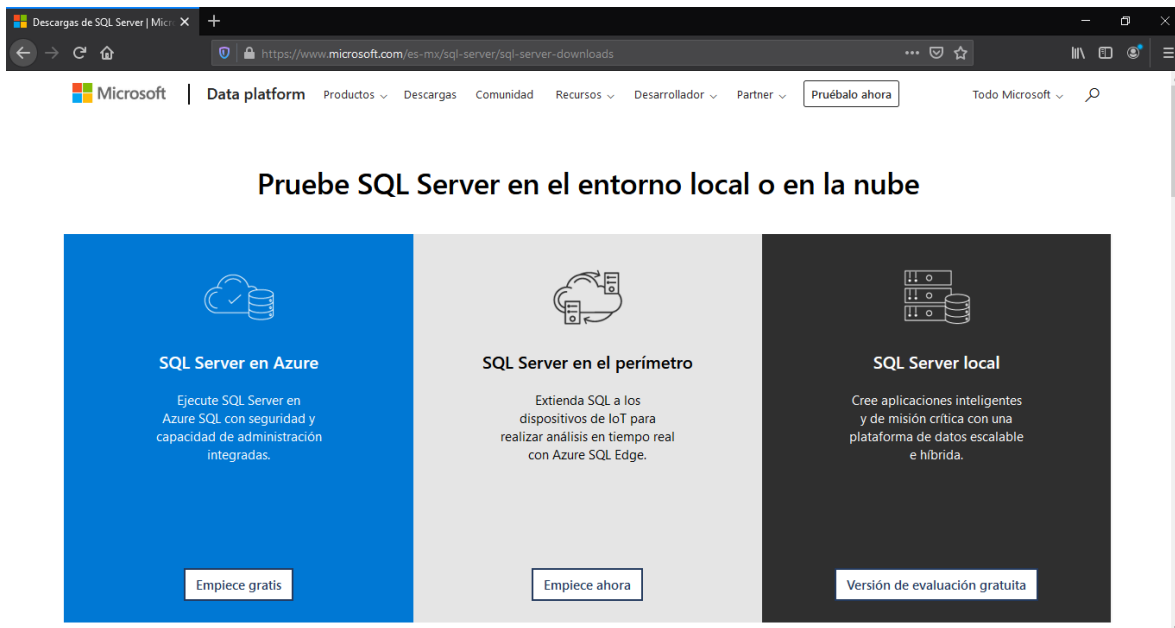 Descargas de SQL Server | Micr
https://www.microsoft.com/es-mx/sql-server/sql-server-downloads
Microsoft | Data platform Productos Descargas Comunidad Recursos Desarrollador Partner Pruébalo ahora Todo Microsoft
Pruebe SQL Server en el entorno local o en la nube
SQL Server en Azure
Ejecute SQL Server en
Azure SQL con seguridad y
capacidad de administración
integradas.
Empiece gratis
SQL Server en el perímetro
Extienda SQL a los
dispositivos de IoT para
realizar análisis en tiempo real
con Azure SQL Edge.
Empiece ahora
SQL Server local
Cree aplicaciones inteligentes
y de misión crítica con una
plataforma de datos escalable
e híbrida.
Versión de evaluación gratuita